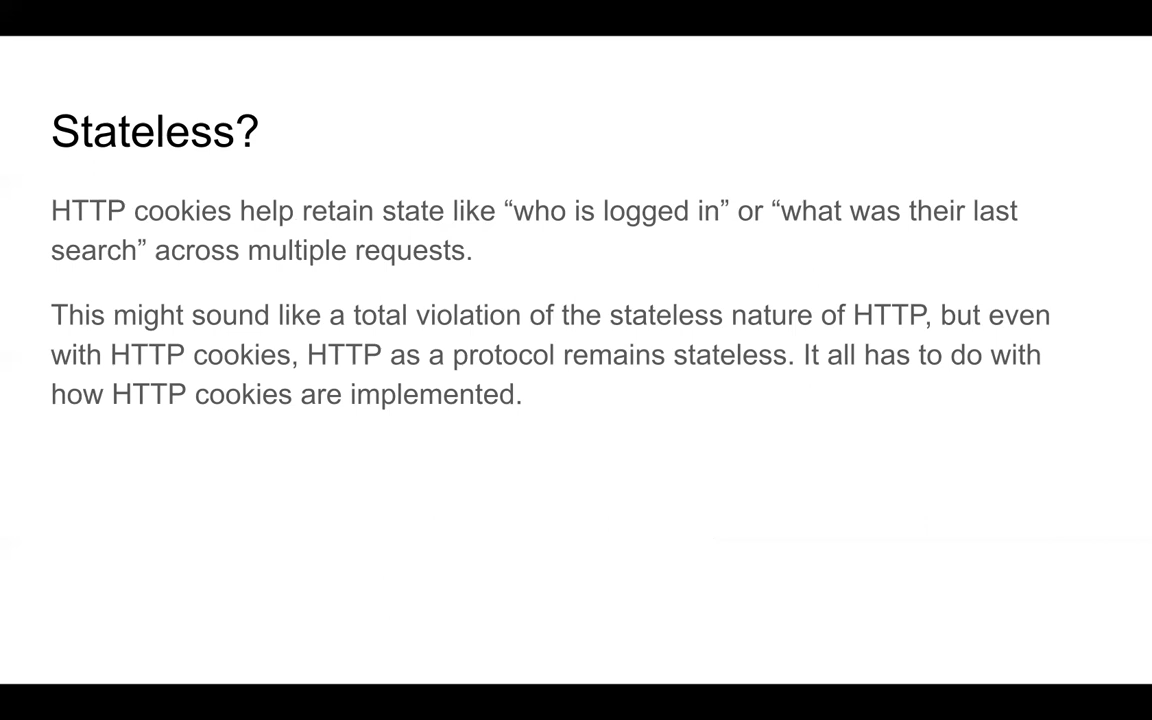 Stateless?
HTTP cookies help retain state like “who is logged in” or “what was their last
search” across multiple requests.
This might sound like a total violation of the stateless nature of HTTP, but even
with HTTP cookies, HTTP as a protocol remains stateless. It all has to do with
how HTTP cookies are implemented.